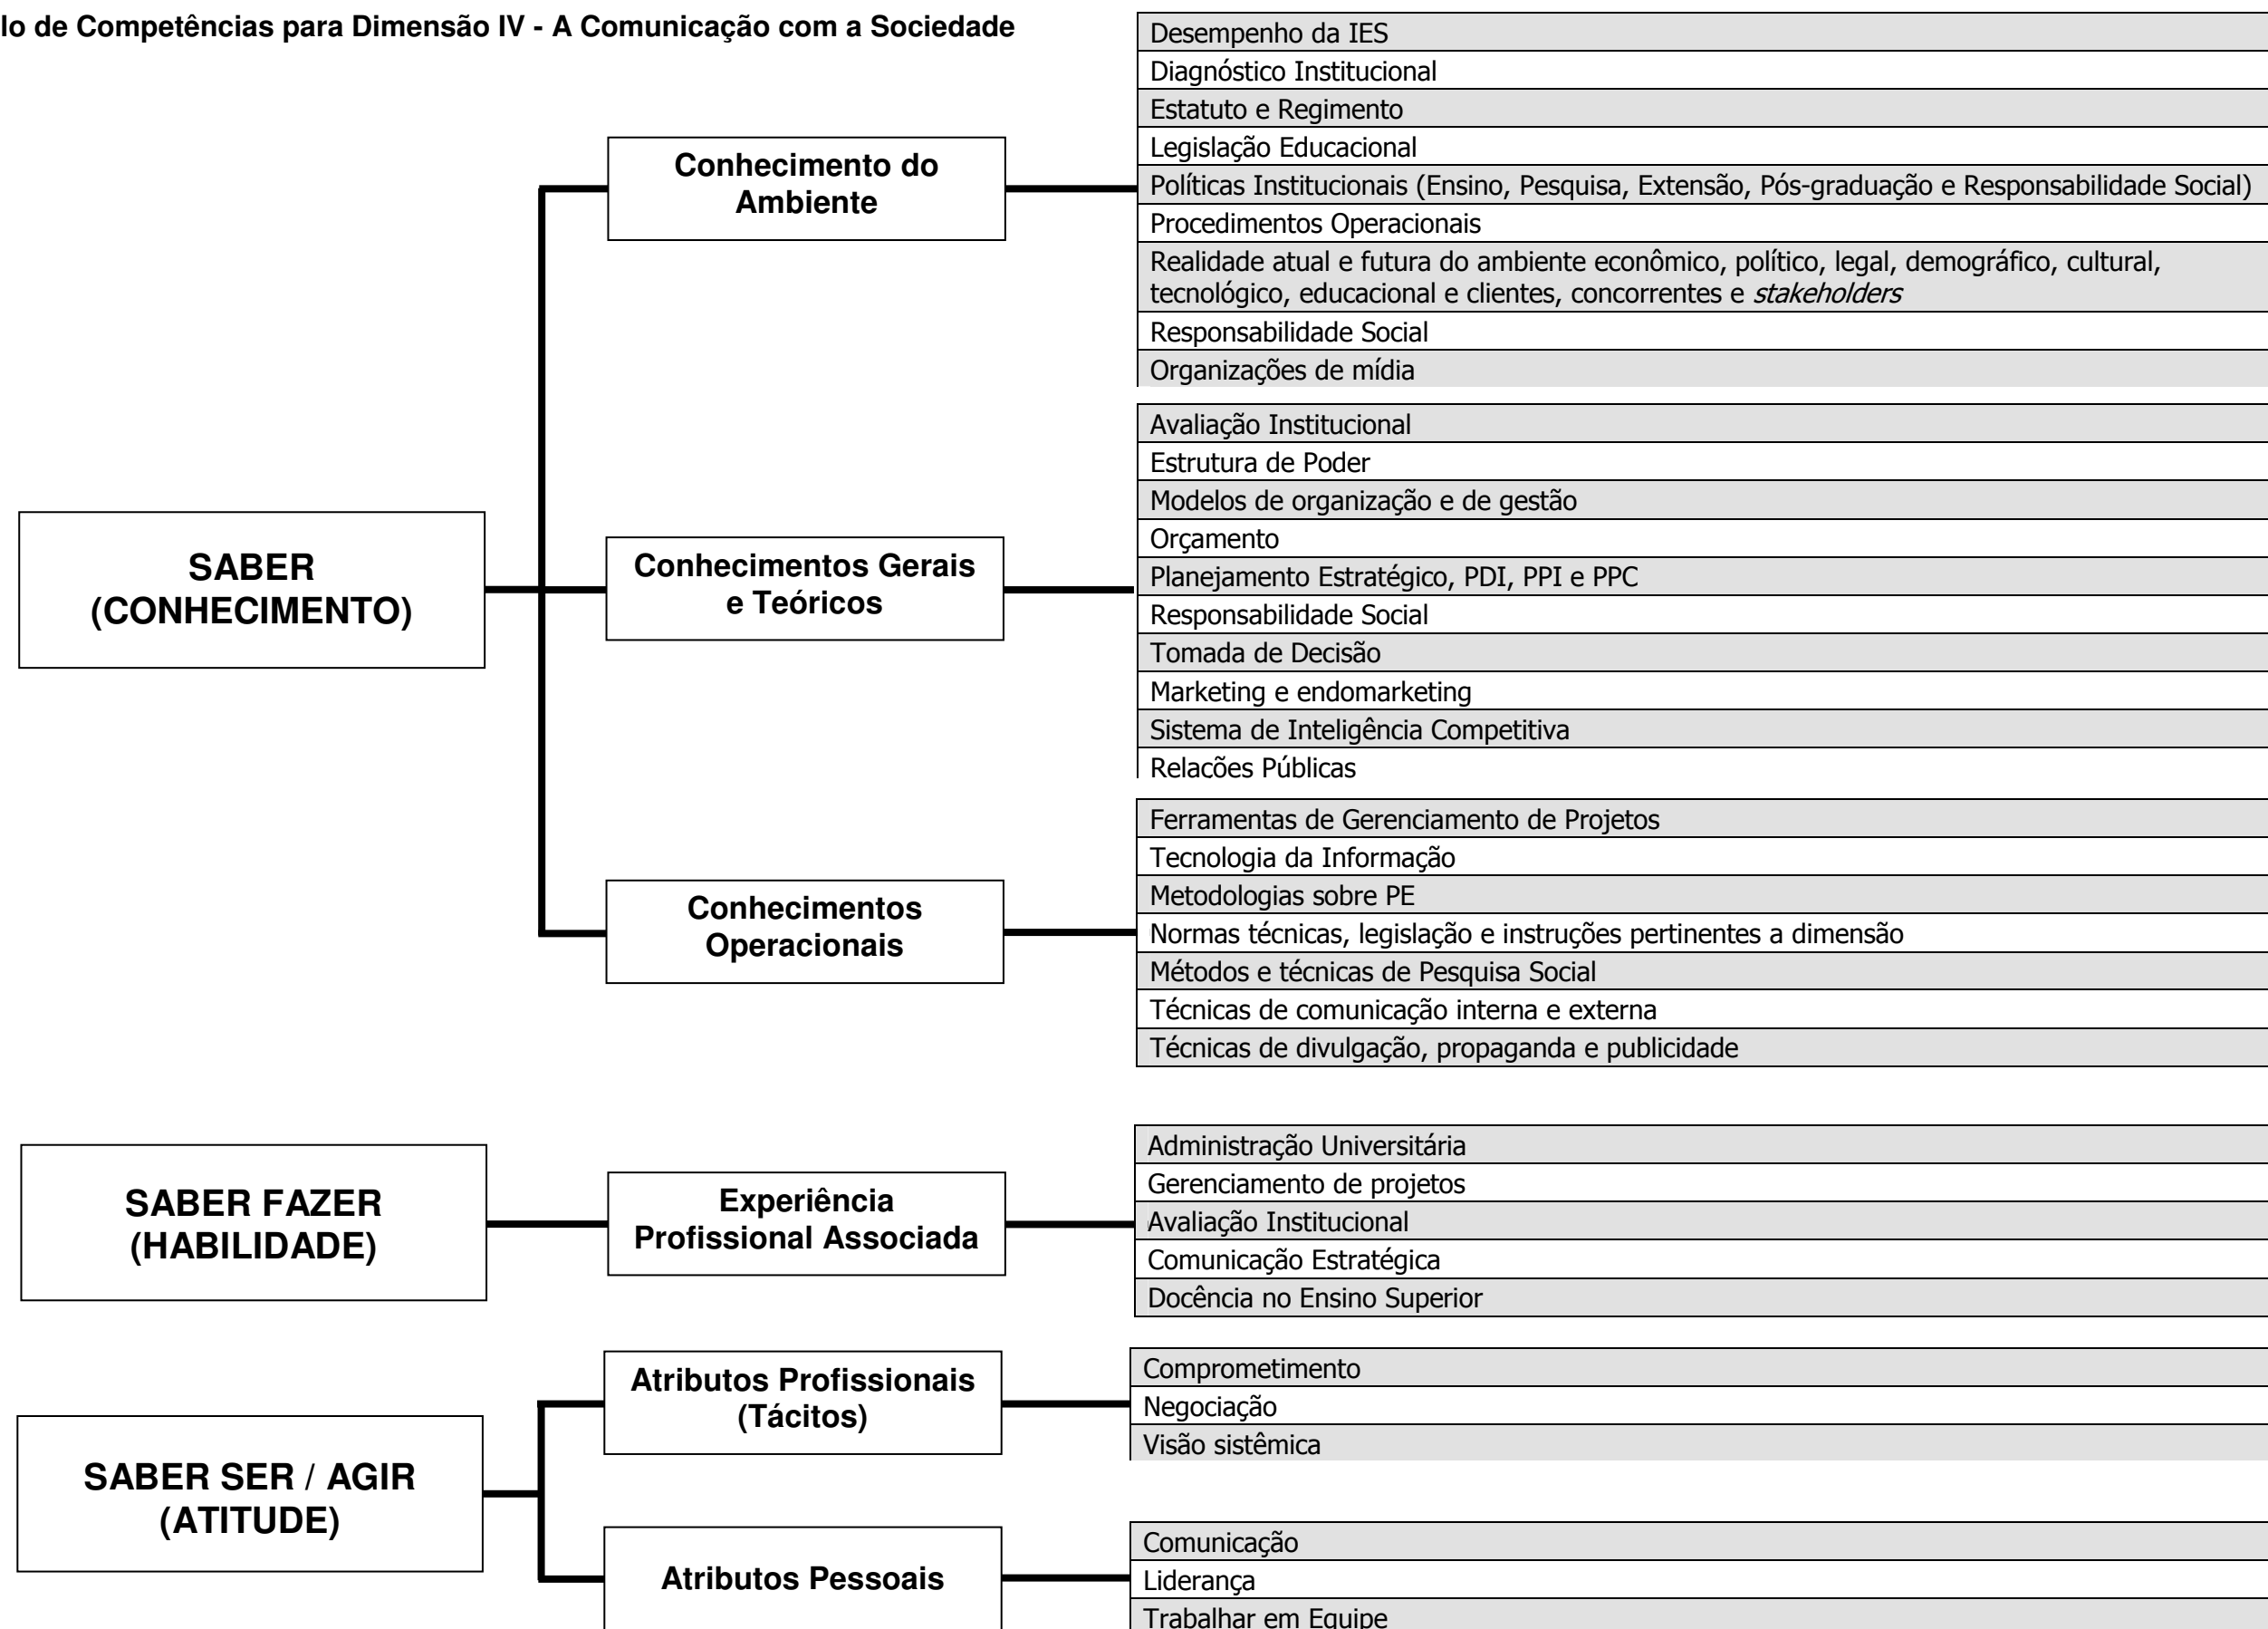 lo de Competências para Dimensão IV - A Comunicação com a Sociedade
SABER
(CONHECIMENTO)
Conhecimento do
Ambiente
Desempenho da IES
Diagnóstico Institucional
Estatuto e Regimento
Legislação Educacional
Políticas Institucionais (Ensino, Pesquisa, Extensão, Pós-graduação e Responsabilidade Social)
Procedimentos Operacionais
Realidade atual e futura do ambiente econômico, político, legal, demográfico, cultural,
tecnológico, educacional e clientes, concorrentes e stakeholders
Responsabilidade Social
Organizações de mídia
Conhecimentos Gerais
e Teóricos
Avaliação Institucional
Estrutura de Poder
Modelos de organização e de gestão
Orçamento
Planejamento Estratégico, PDI, PPI e PPC
Responsabilidade Social
Tomada de Decisão
Marketing e endomarketing
Sistema de Inteligência Competitiva
Relações Públicas
Conhecimentos
Operacionais
Ferramentas de Gerenciamento de Projetos
Tecnologia da Informação
Metodologias sobre PE
Normas técnicas, legislação e instruções pertinentes a dimensão
Métodos e técnicas de Pesquisa Social
Técnicas de comunicação interna e externa
Técnicas de divulgação, propaganda e publicidade
SABER FAZER
(HABILIDADE)
Experiência
Profissional Associada
Administração Universitária
Gerenciamento de projetos
Avaliação Institucional
Comunicação Estratégica
Docência no Ensino Superior
SABER SER / AGIR
(ATITUDE)
Atributos Profissionais
(Tácitos)
Comprometimento
Negociação
Visão sistêmica
Atributos Pessoais
Comunicação
Liderança
Trabalhar em Equipe